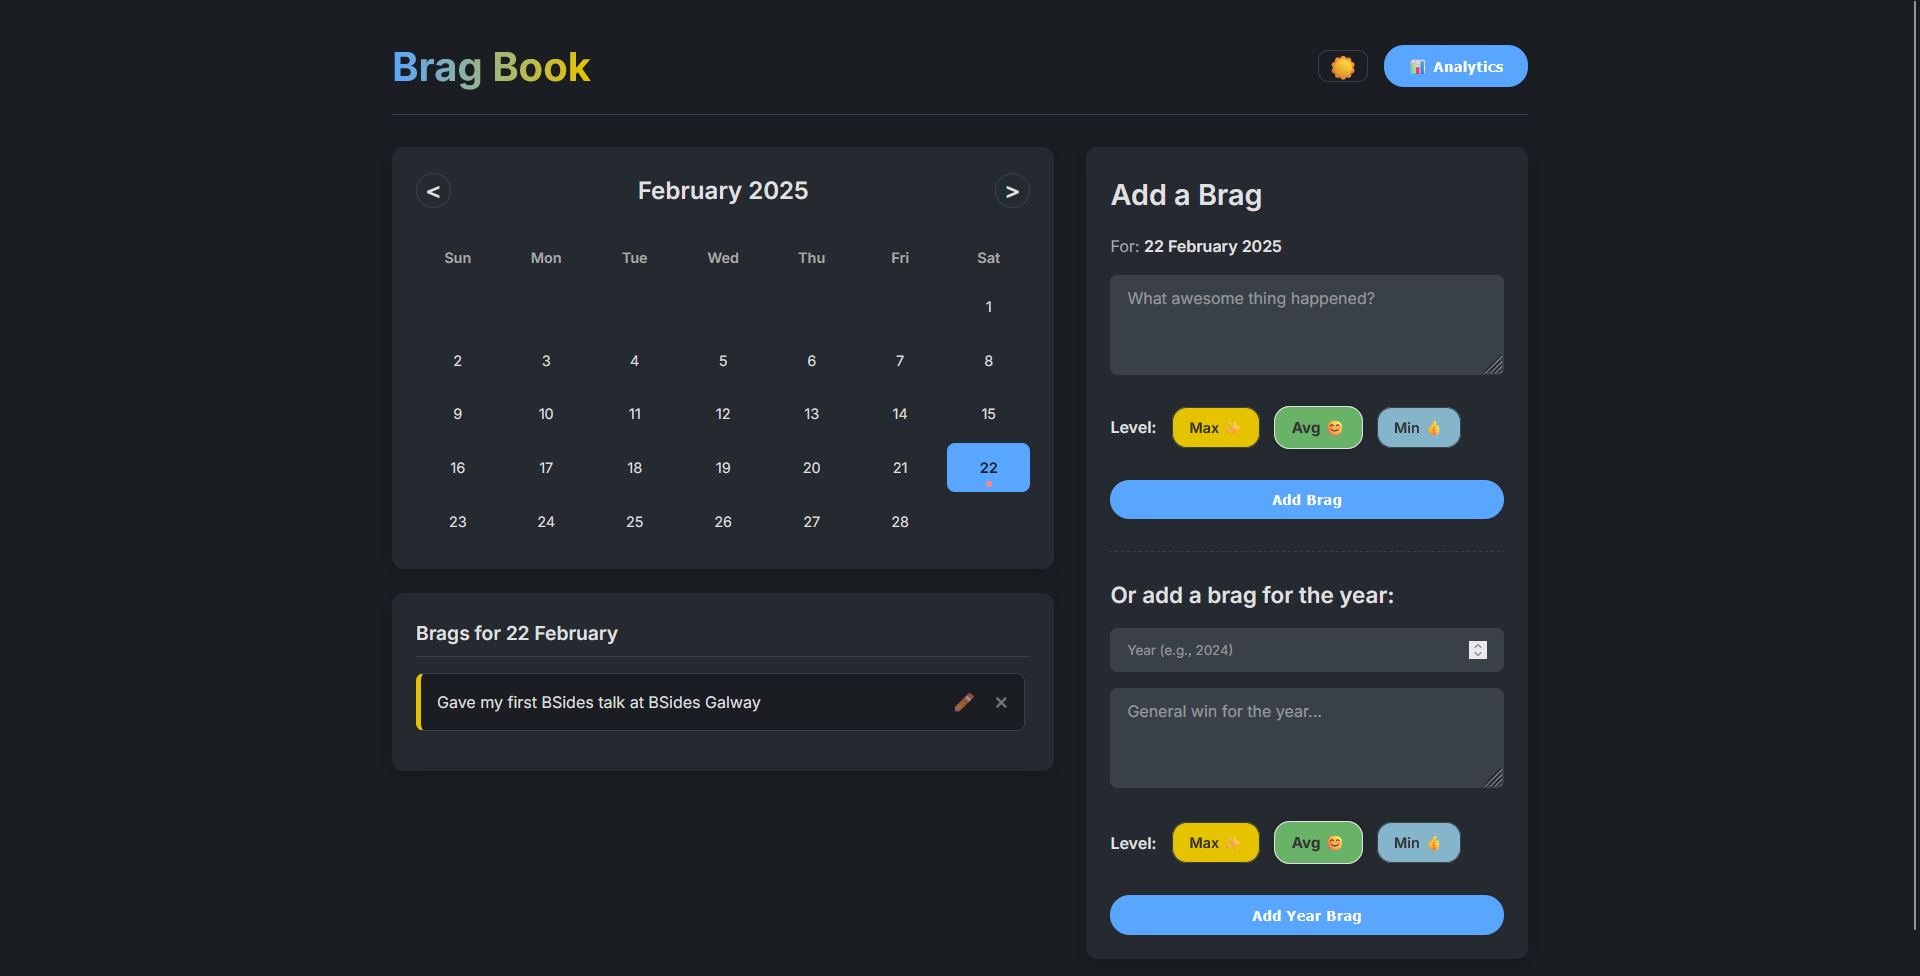 Brag Book
📊 Analytics
< February 2025 >
Sun Mon Tue Wed Thu Fri Sat
1
2 3 4 5 6 7 8
9 10 11 12 13 14 15
16 17 18 19 20 21 22
23 24 25 26 27 28
Brags for 22 February
Gave my first BSides talk at BSides Galway
Add a Brag
For: 22 February 2025
What awesome thing happened?
Level: Max ✨ Avg 😊 Min 👍
Add Brag
Or add a brag for the year:
Year (e.g., 2024)
General win for the year...
Level: Max ✨ Avg 😊 Min 👍
Add Year Brag